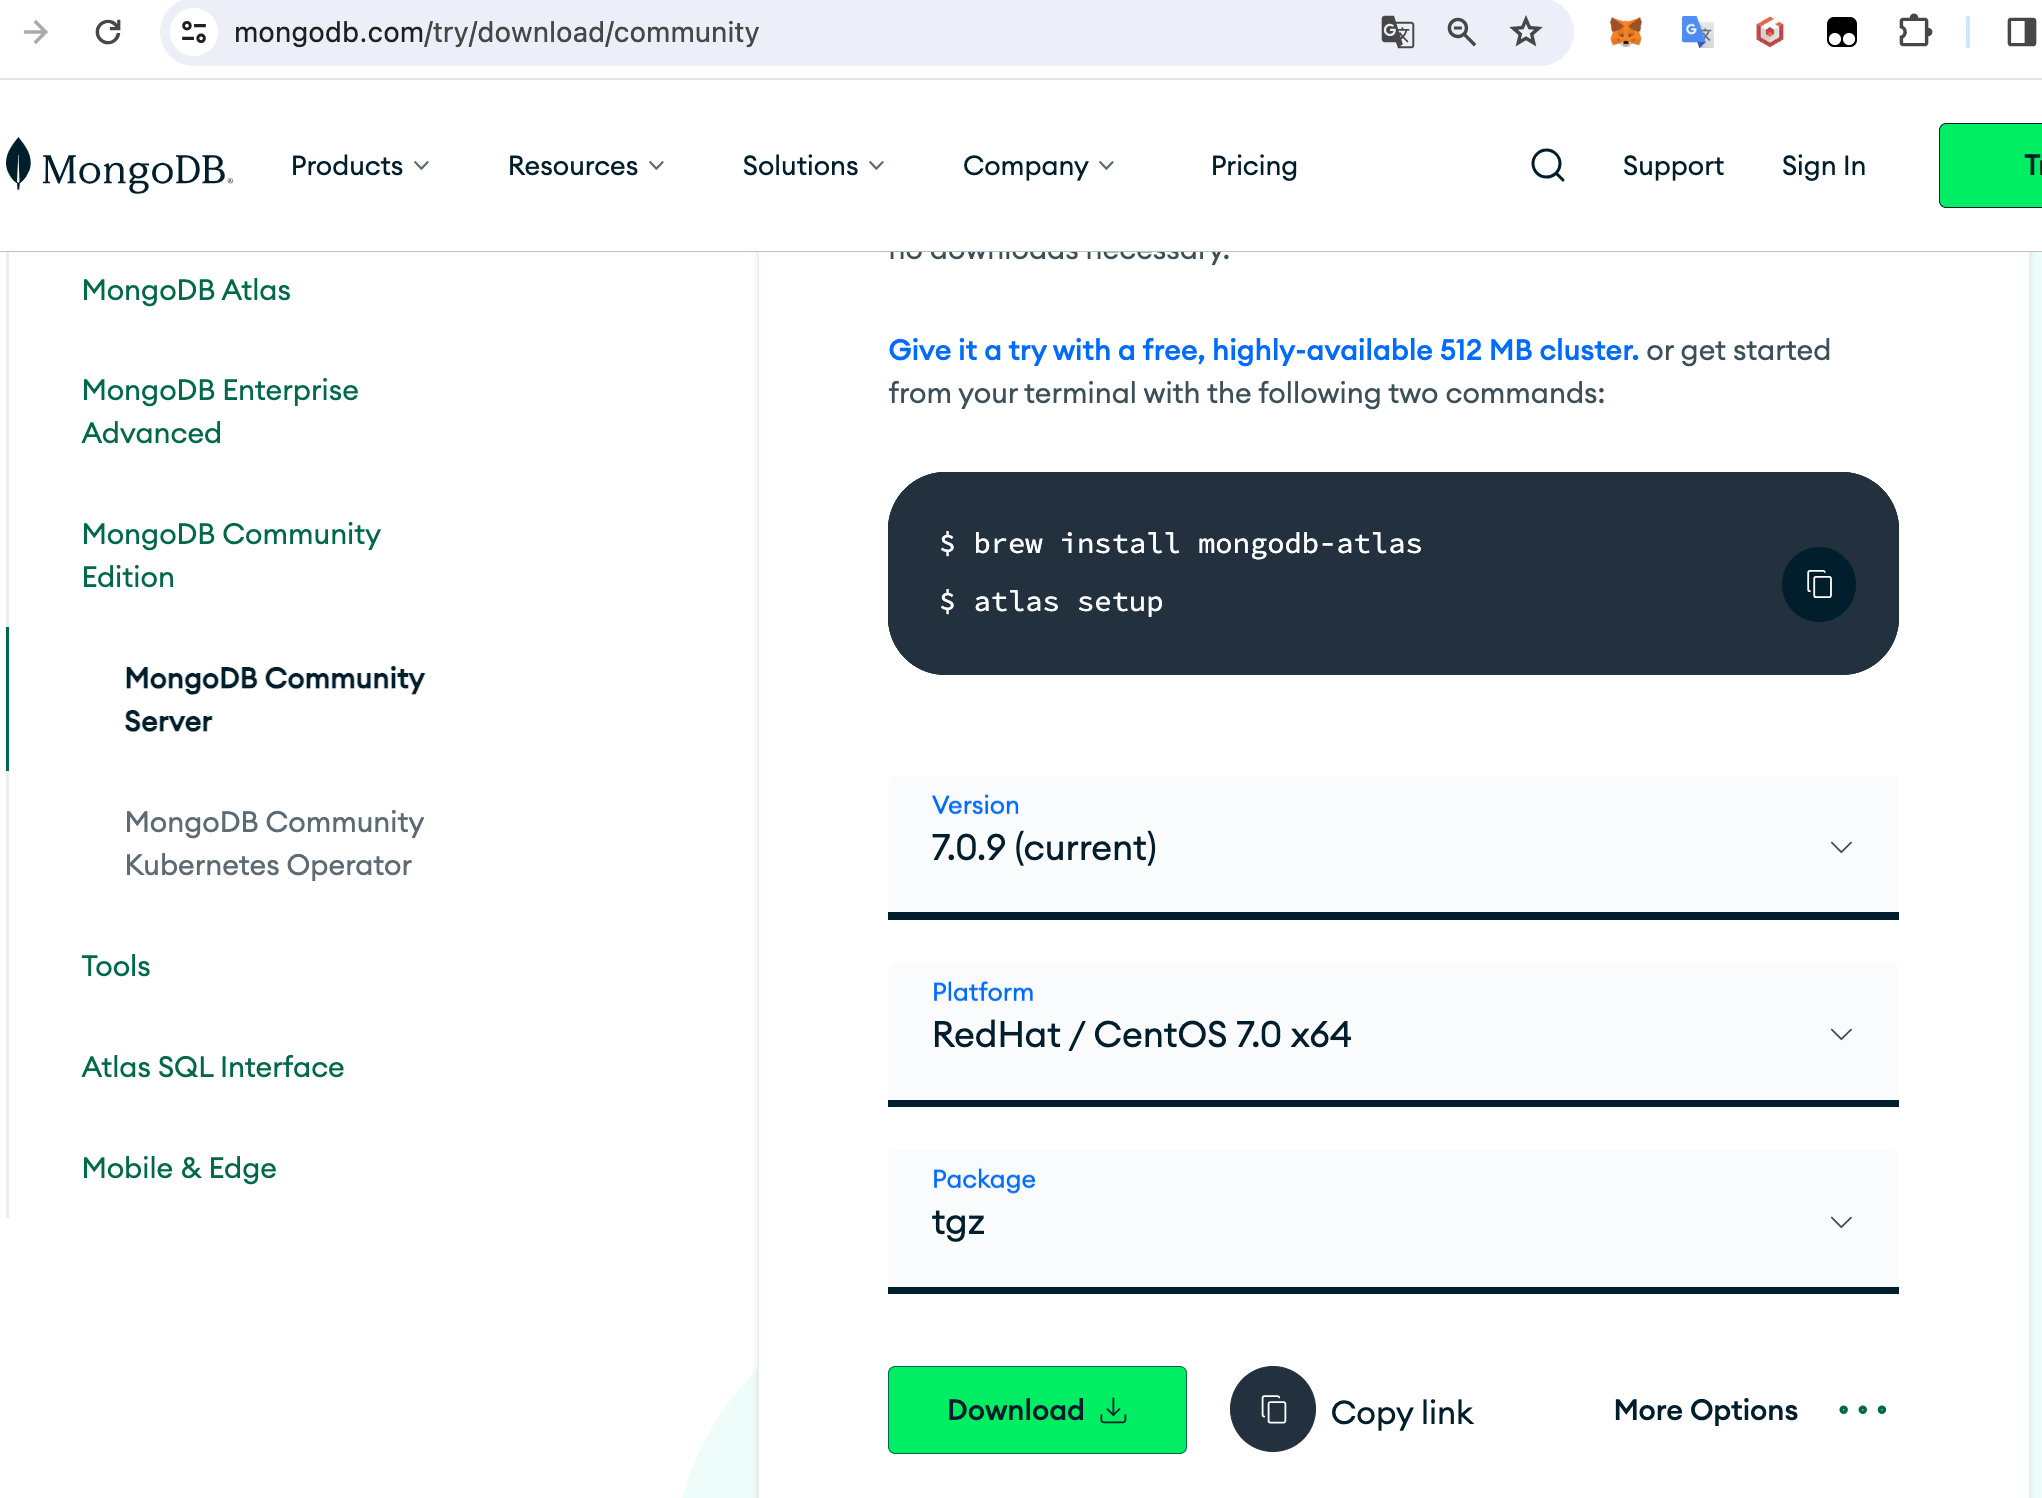 mongodb.com/try/download/community
MongoDB®
Products
Resources
Solutions
Company
Pricing
Support
Sign In
MongoDB Atlas
MongoDB Enterprise
Advanced
MongoDB Community
Edition
MongoDB Community
Server
MongoDB Community
Kubernetes Operator
Tools
Atlas SQL Interface
Mobile & Edge
no downloads necessary.
Give it a try with a free, highly-available 512 MB cluster. or get started
from your terminal with the following two commands:
$ brew install mongodb-atlas
$ atlas setup
Version
7.0.9 (current)
Platform
RedHat / CentOS 7.0 x64
Package
tgz
Download
Copy link
More Options